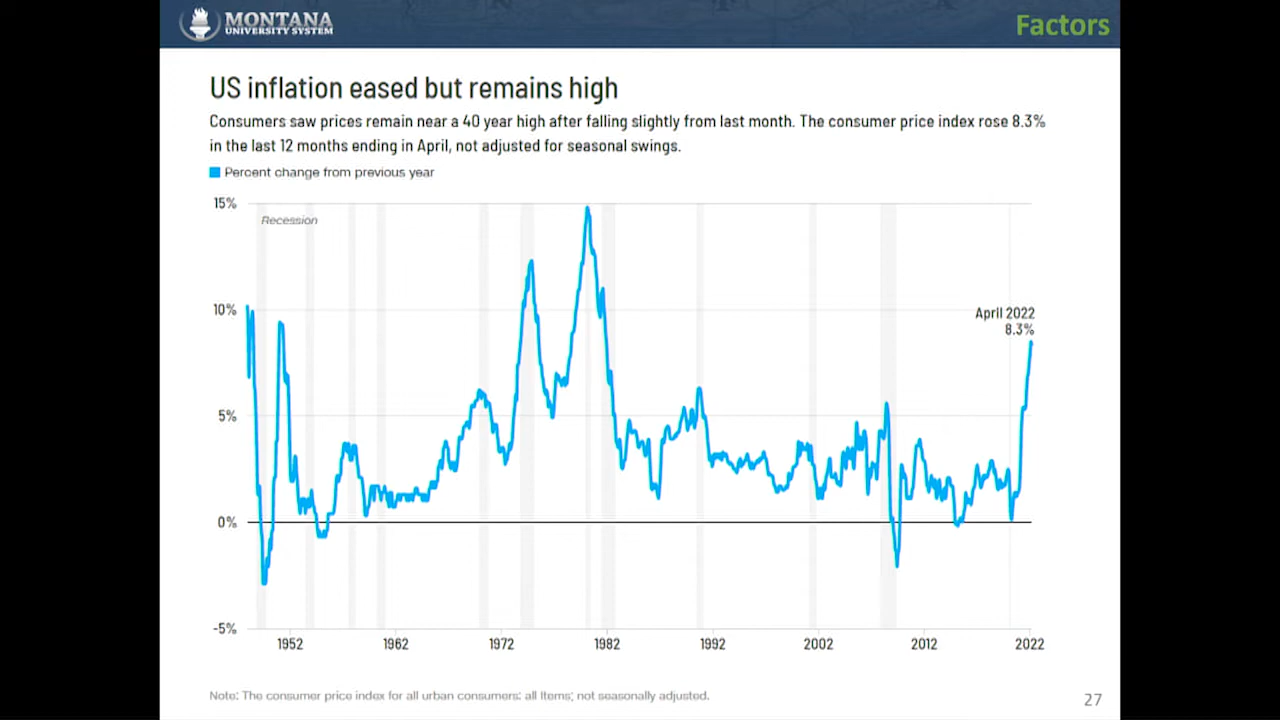 MONTANA
UNIVERSITY SYSTEM
Factors
US inflation eased but remains high
Consumers saw prices remain near a 40 year high after falling slightly from last month. The consumer price index rose 8.3%
in the last 12 months ending in April, not adjusted for seasonal swings.
Percent change from previous year
15%
Recession
10%
April 2022
8.3%
5%
0%
-5%
1952 1962 1972 1982 1992 2002 2012 2022
Note: The consumer price index for all urban consumers: all Items; not seasonally adjusted.
27